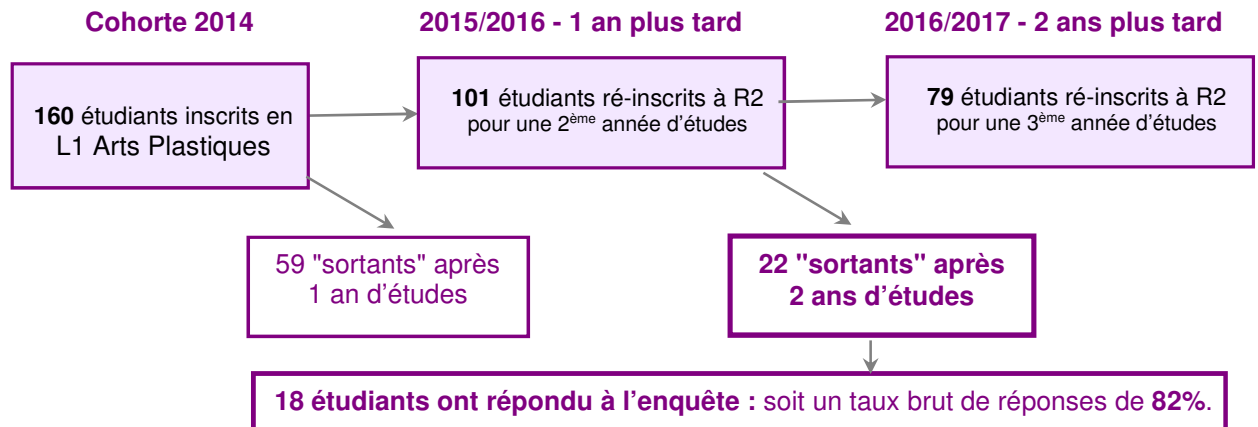 Cohorte 2014
2015/2016 - 1 an plus tard
2016/2017 - 2 ans plus tard
160 étudiants inscrits en
L1 Arts Plastiques
101 étudiants ré-inscrits à R2
pour une 2ème année d'études
79 étudiants ré-inscrits à R2
pour une 3ème année d'études
59 "sortants" après
1 an d'études
22 "sortants" après
2 ans d'études
18 étudiants ont répondu à l'enquête : soit un taux brut de réponses de 82%.